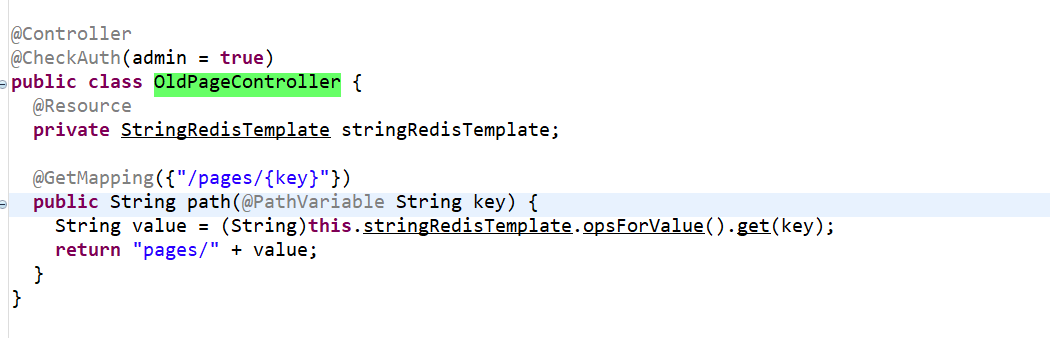 @Controller
@CheckAuth(admin = true)
public class OldPageController {
  @Resource
  private StringRedisTemplate stringRedisTemplate;

  @GetMapping({"/pages/{key}"})
  public String path(@PathVariable String key) {
    String value = (String)this.stringRedisTemplate.opsForValue().get(key);
    return "pages/" + value;
  }
}